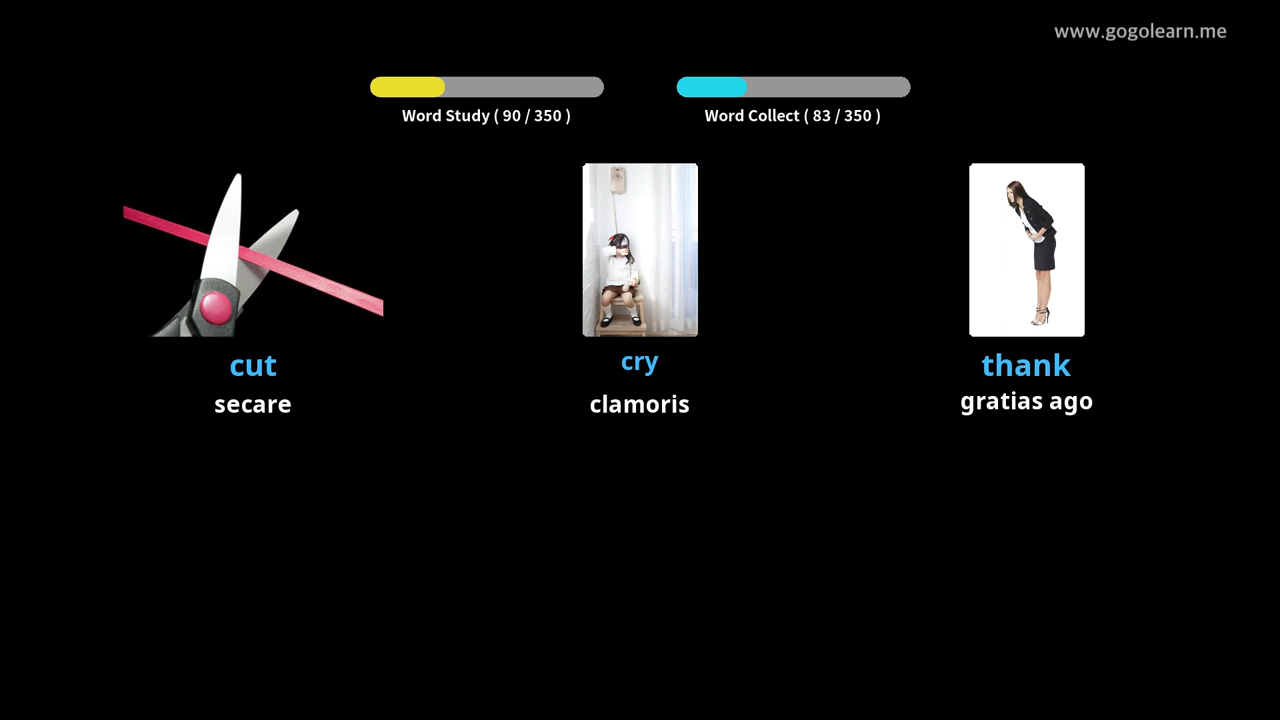 www.gogolearn.me
Word Study ( 90 / 350 )
Word Collect ( 83 / 350 )
cut
secare
cry
clamoris
thank
gratias ago